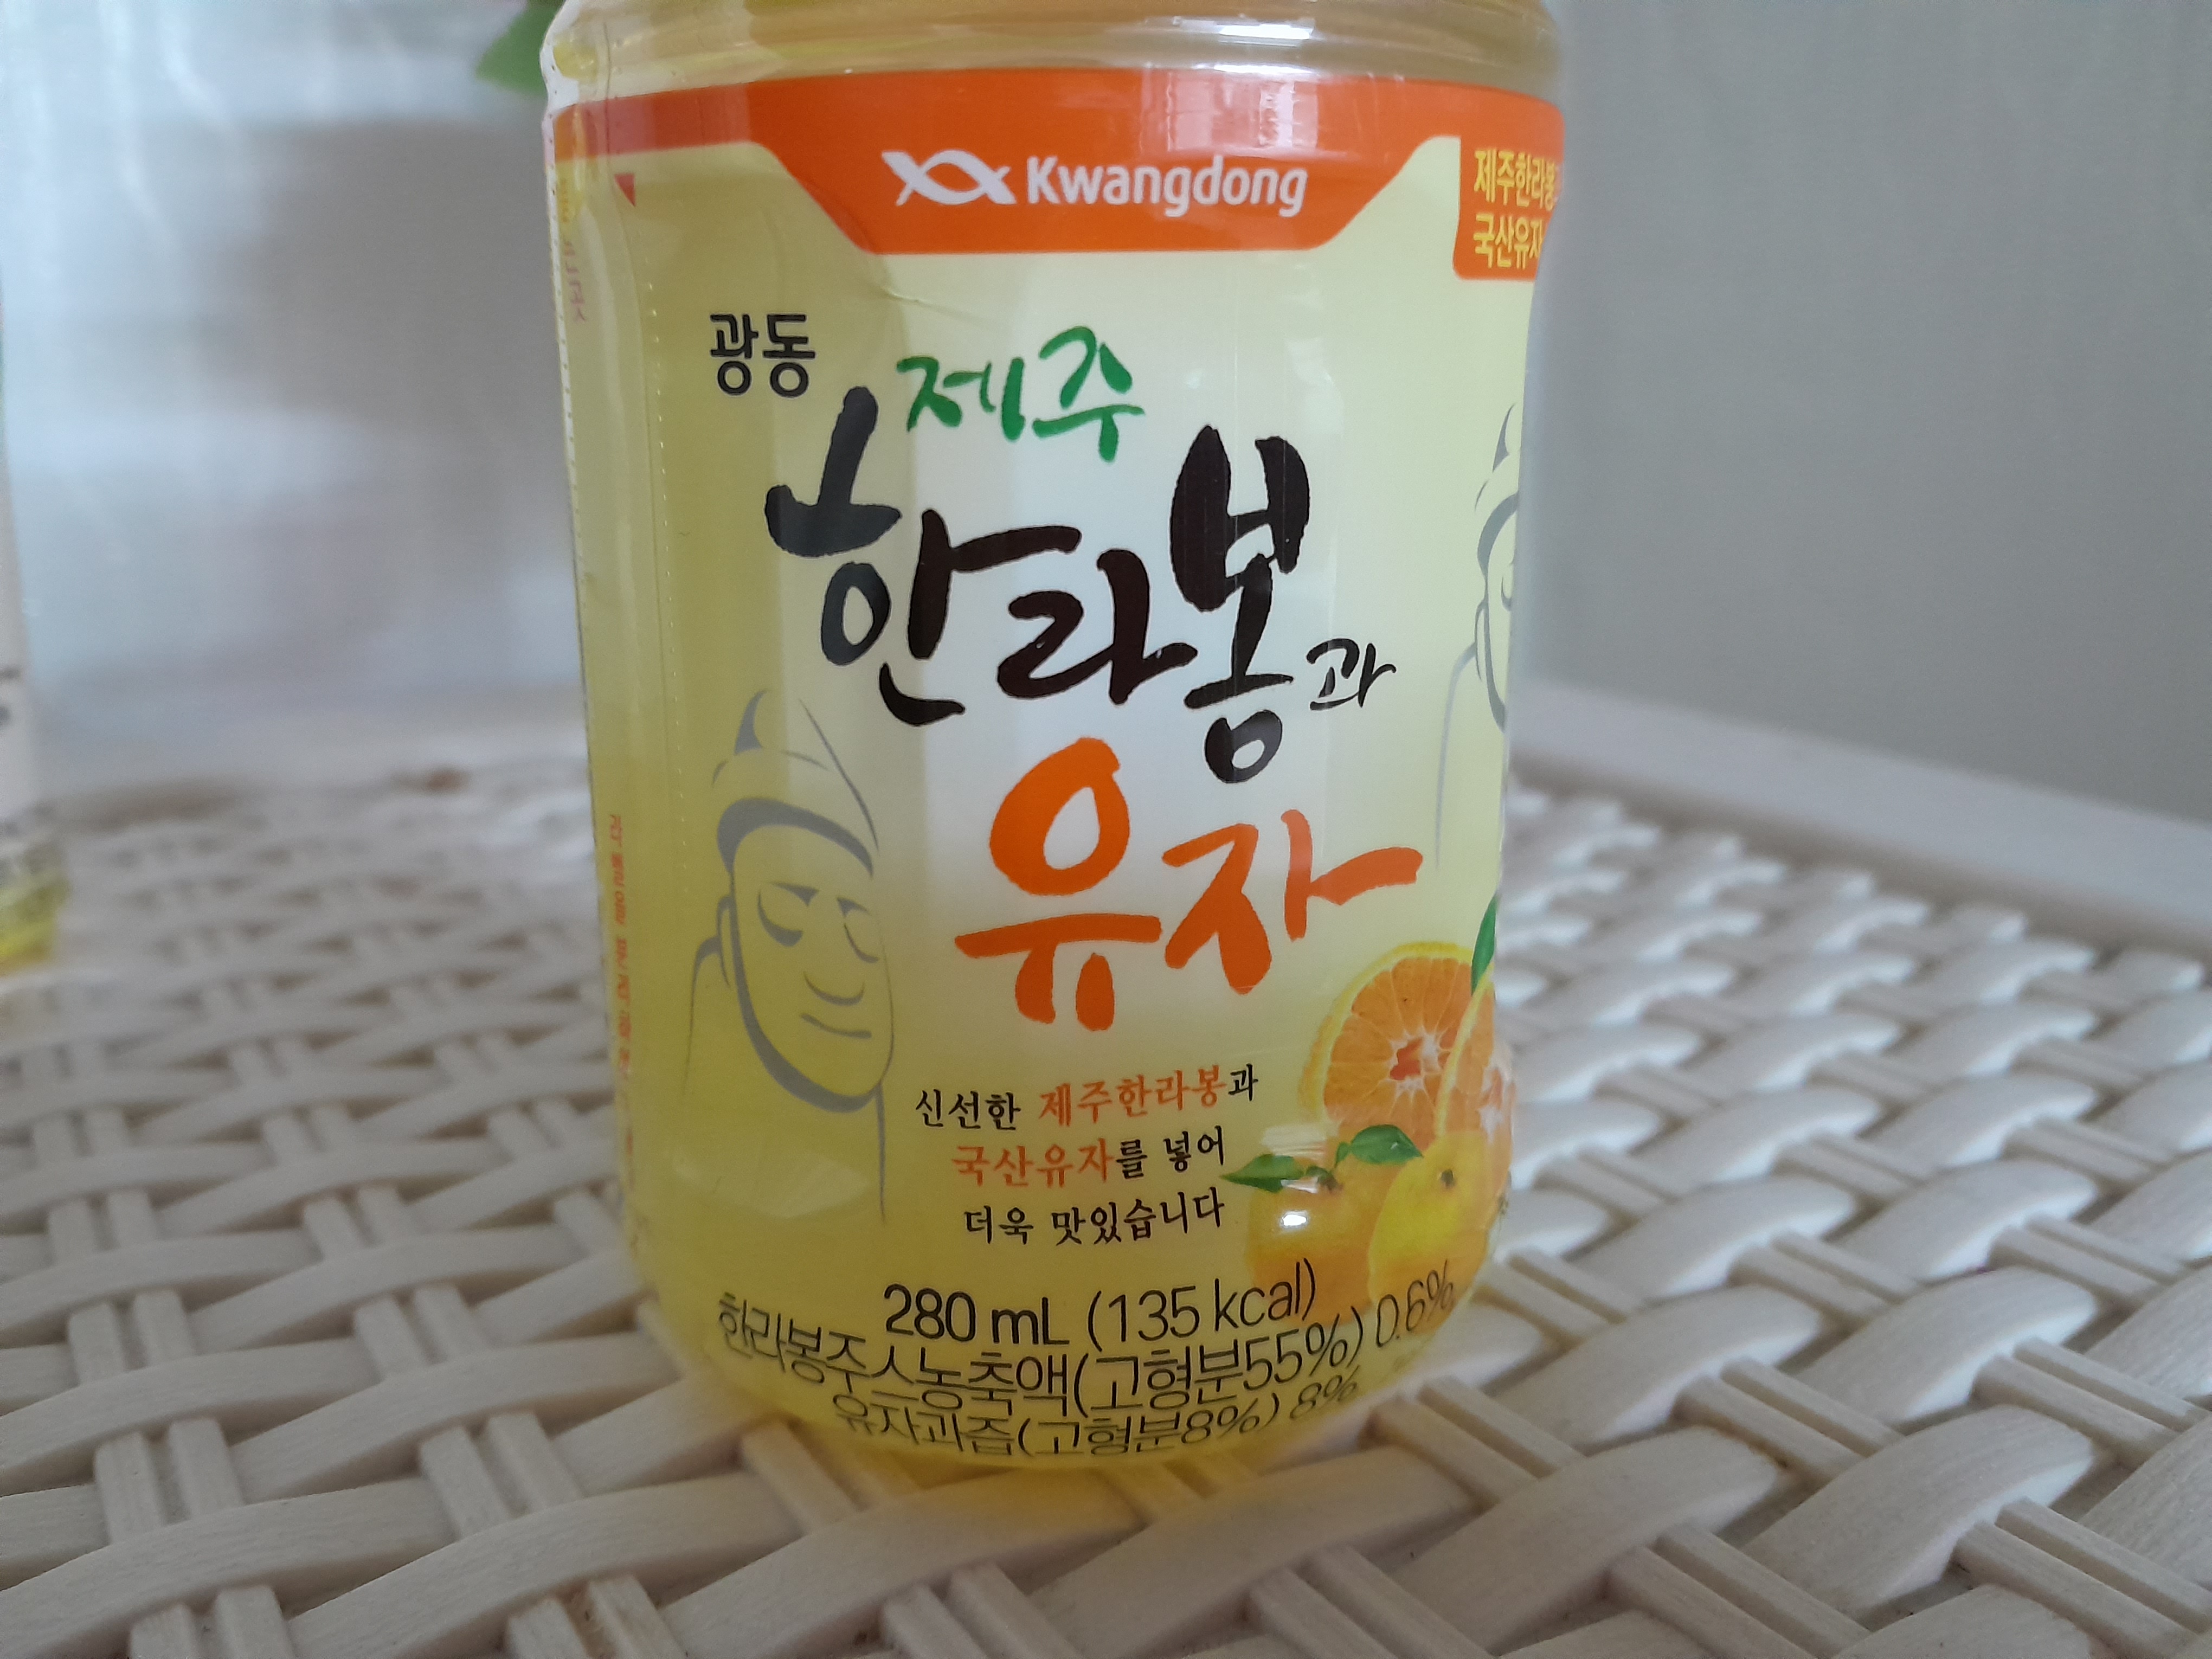 Kwangdong
제주한라봉
국산유자
광동
제주
한라봉과
유자
신선한 제주한라봉과
국산유자를 넣어
더욱 맛있습니다
280 mL (135 kcal)
한라봉주스농축액(고형분55%) 0.6%
유자과즙(고형분8%) 8%